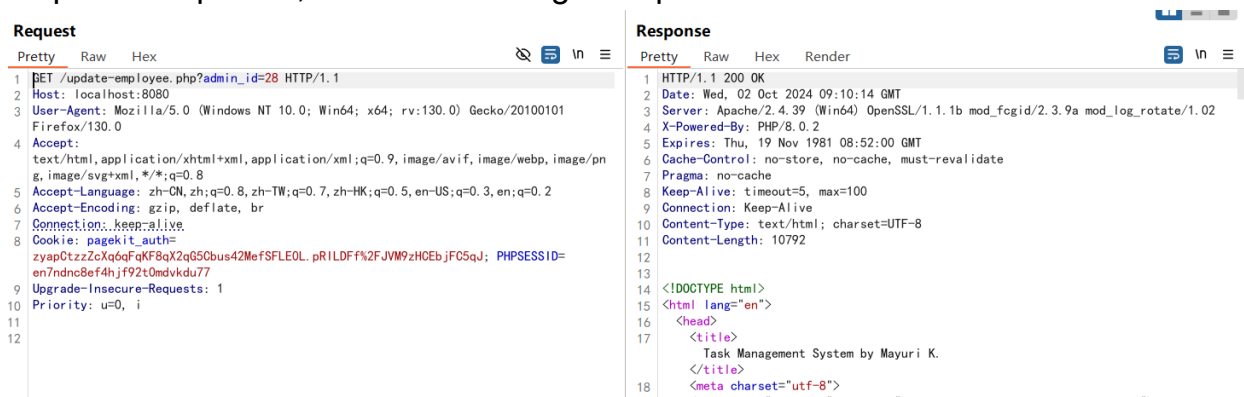 Request
Pretty Raw Hex
\n
1 GET /update-employee.php?admin_id=28 HTTP/1.1
2 Host: localhost:8080
3 User-Agent: Mozilla/5.0 (Windows NT 10.0; Win64; x64; rv:130.0) Gecko/20100101
Firefox/130.0
4 Accept:
text/html,application/xhtml+xml,application/xml;q=0.9,image/avif,image/webp,image/pn
g,image/svg+xml,*/*;q=0.8
5 Accept-Language: zh-CN,zh;q=0.8,zh-TW;q=0.7,zh-HK;q=0.5,en-US;q=0.3,en;q=0.2
6 Accept-Encoding: gzip, deflate, br
7 Connection: keep-alive
8 Cookie: pagekit_auth=
zyapCtzzZcXq6qFqKF8qX2qG5Cbus42MefSFLEOL.pRILDFf%2FJVM9zHCEbjFC5qJ; PHPSESSID=
en7ndnc8ef4hjf92t0mdvkdu77
9 Upgrade-Insecure-Requests: 1
10 Priority: u=0, i
11
12
Response
Pretty Raw Hex Render
\n
1 HTTP/1.1 200 OK
2 Date: Wed, 02 Oct 2024 09:10:14 GMT
3 Server: Apache/2.4.39 (Win64) OpenSSL/1.1.1b mod_fcgid/2.3.9a mod_log_rotate/1.02
4 X-Powered-By: PHP/8.0.2
5 Expires: Thu, 19 Nov 1981 08:52:00 GMT
6 Cache-Control: no-store, no-cache, must-revalidate
7 Pragma: no-cache
8 Keep-Alive: timeout=5, max=100
9 Connection: Keep-Alive
10 Content-Type: text/html; charset=UTF-8
11 Content-Length: 10792
12
13
14 <!DOCTYPE html>
15 <html lang="en">
16 <head>
17 <title>
Task Management System by Mayuri K.
</title>
18 <meta charset="utf-8">